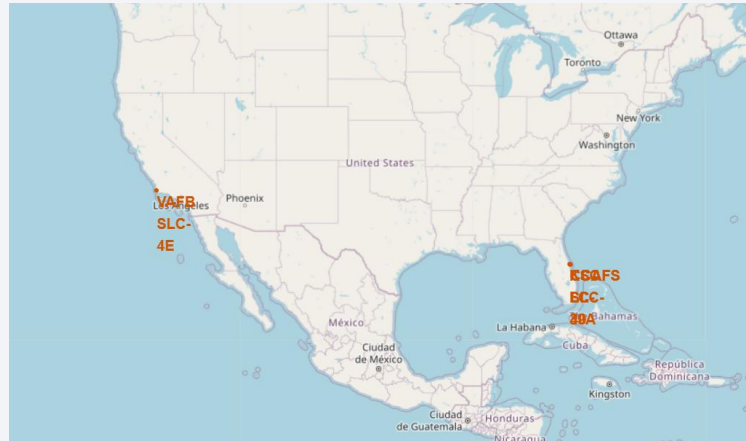 Ottawa
Toronto
New York
Washington
United States
Phoenix
VAFB
Los Angeles
SLC-
4E
México
La Habana
Bahamas
Cuba
Ciudad
de México
República
Dominicana
Kingston
Honduras
Ciudad
de Guatemala
Nicaragua